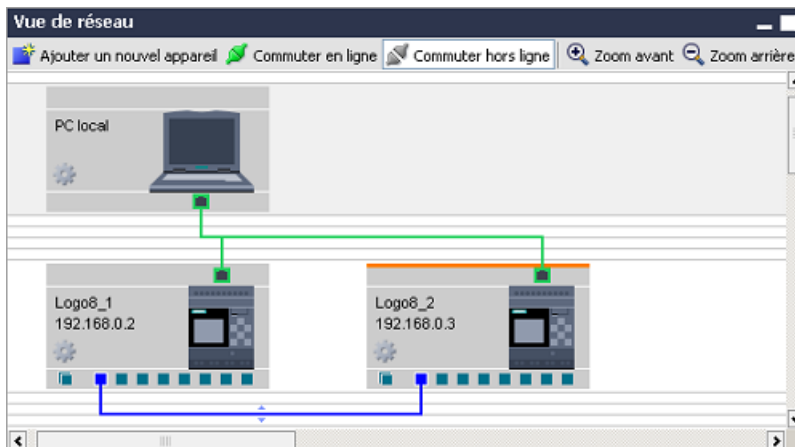 Vue de réseau
Ajouter un nouvel appareil Commuter en ligne Commuter hors ligne Zoom avant Zoom arrière
PC local
Logo8_1
192.168.0.2
Logo8_2
192.168.0.3